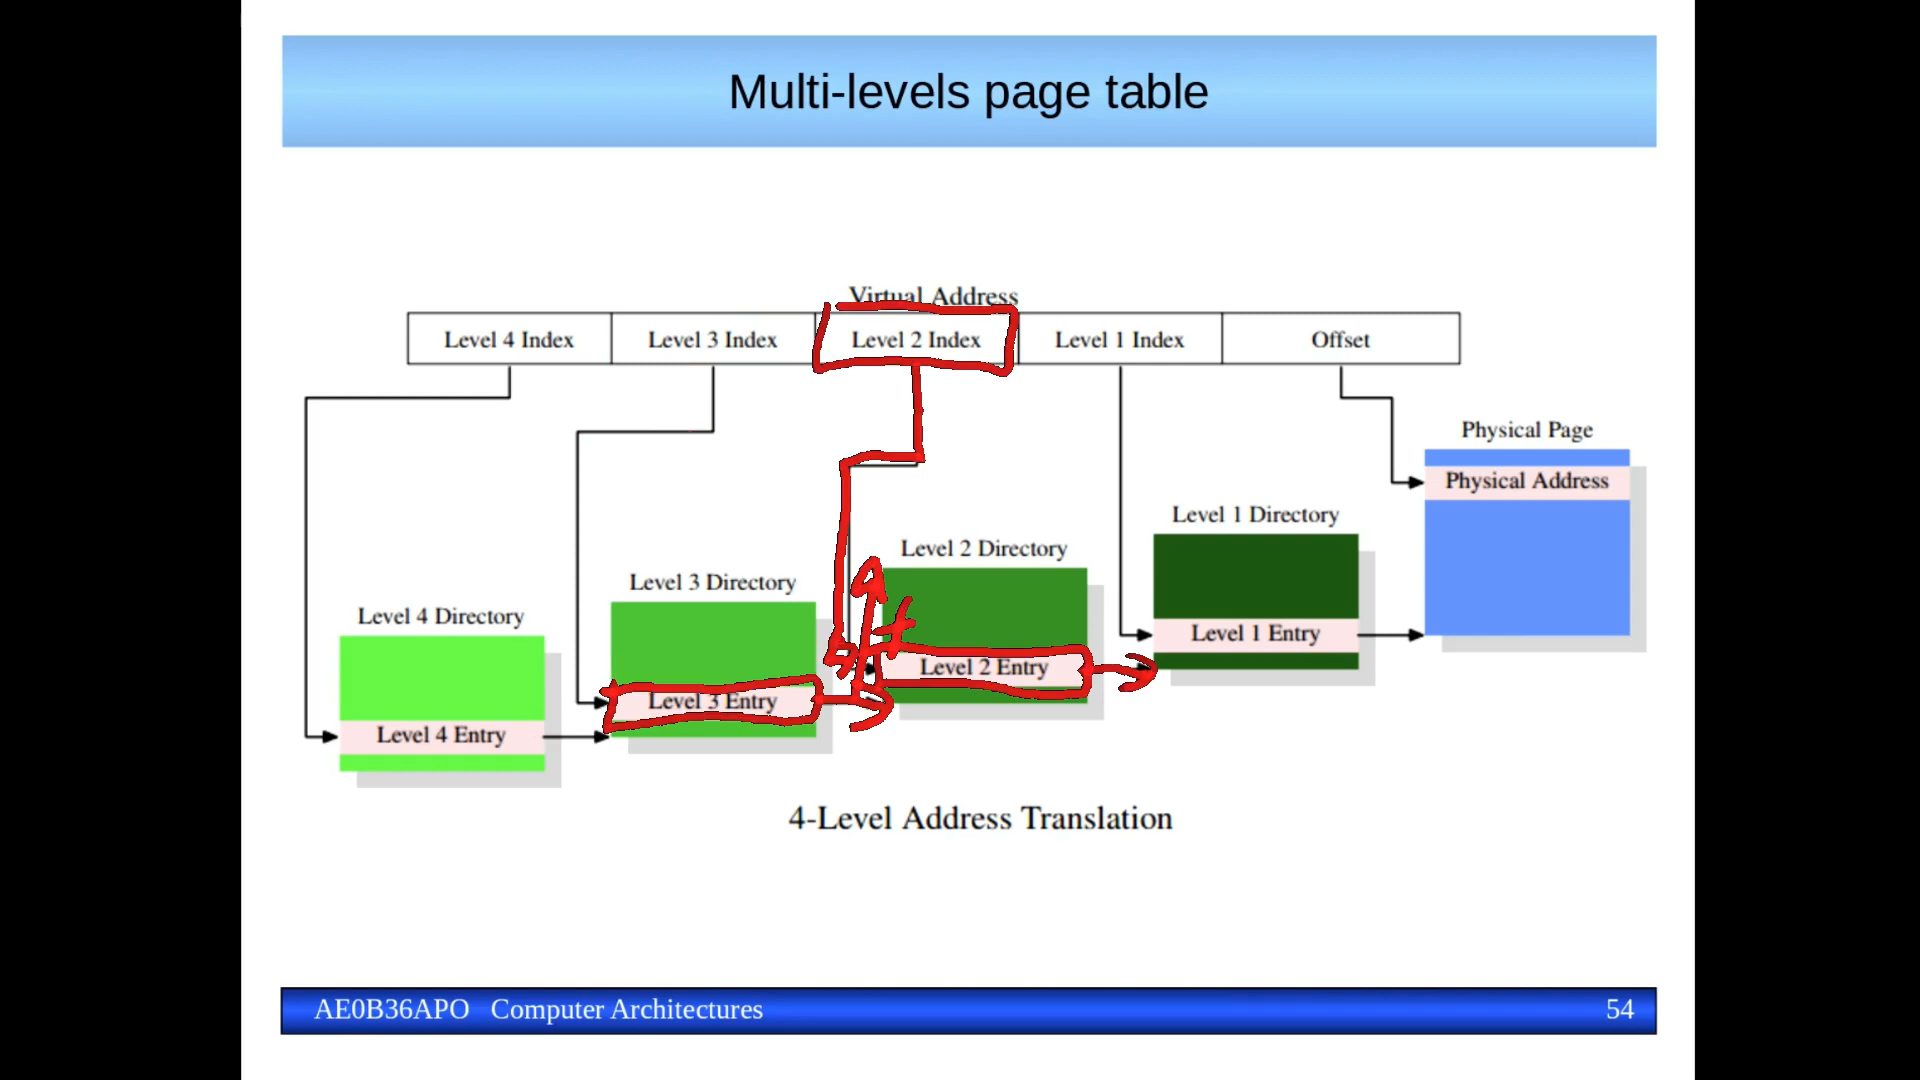 Multi-levels page table
Virtual Address
Level 4 Index Level 3 Index Level 2 Index Level 1 Index Offset
Physical Page
Physical Address
Level 1 Directory
Level 2 Directory
Level 3 Directory
Level 4 Directory
Level 1 Entry
Level 2 Entry
Level 3 Entry
Level 4 Entry
4-Level Address Translation
AE0B36APO Computer Architectures 54